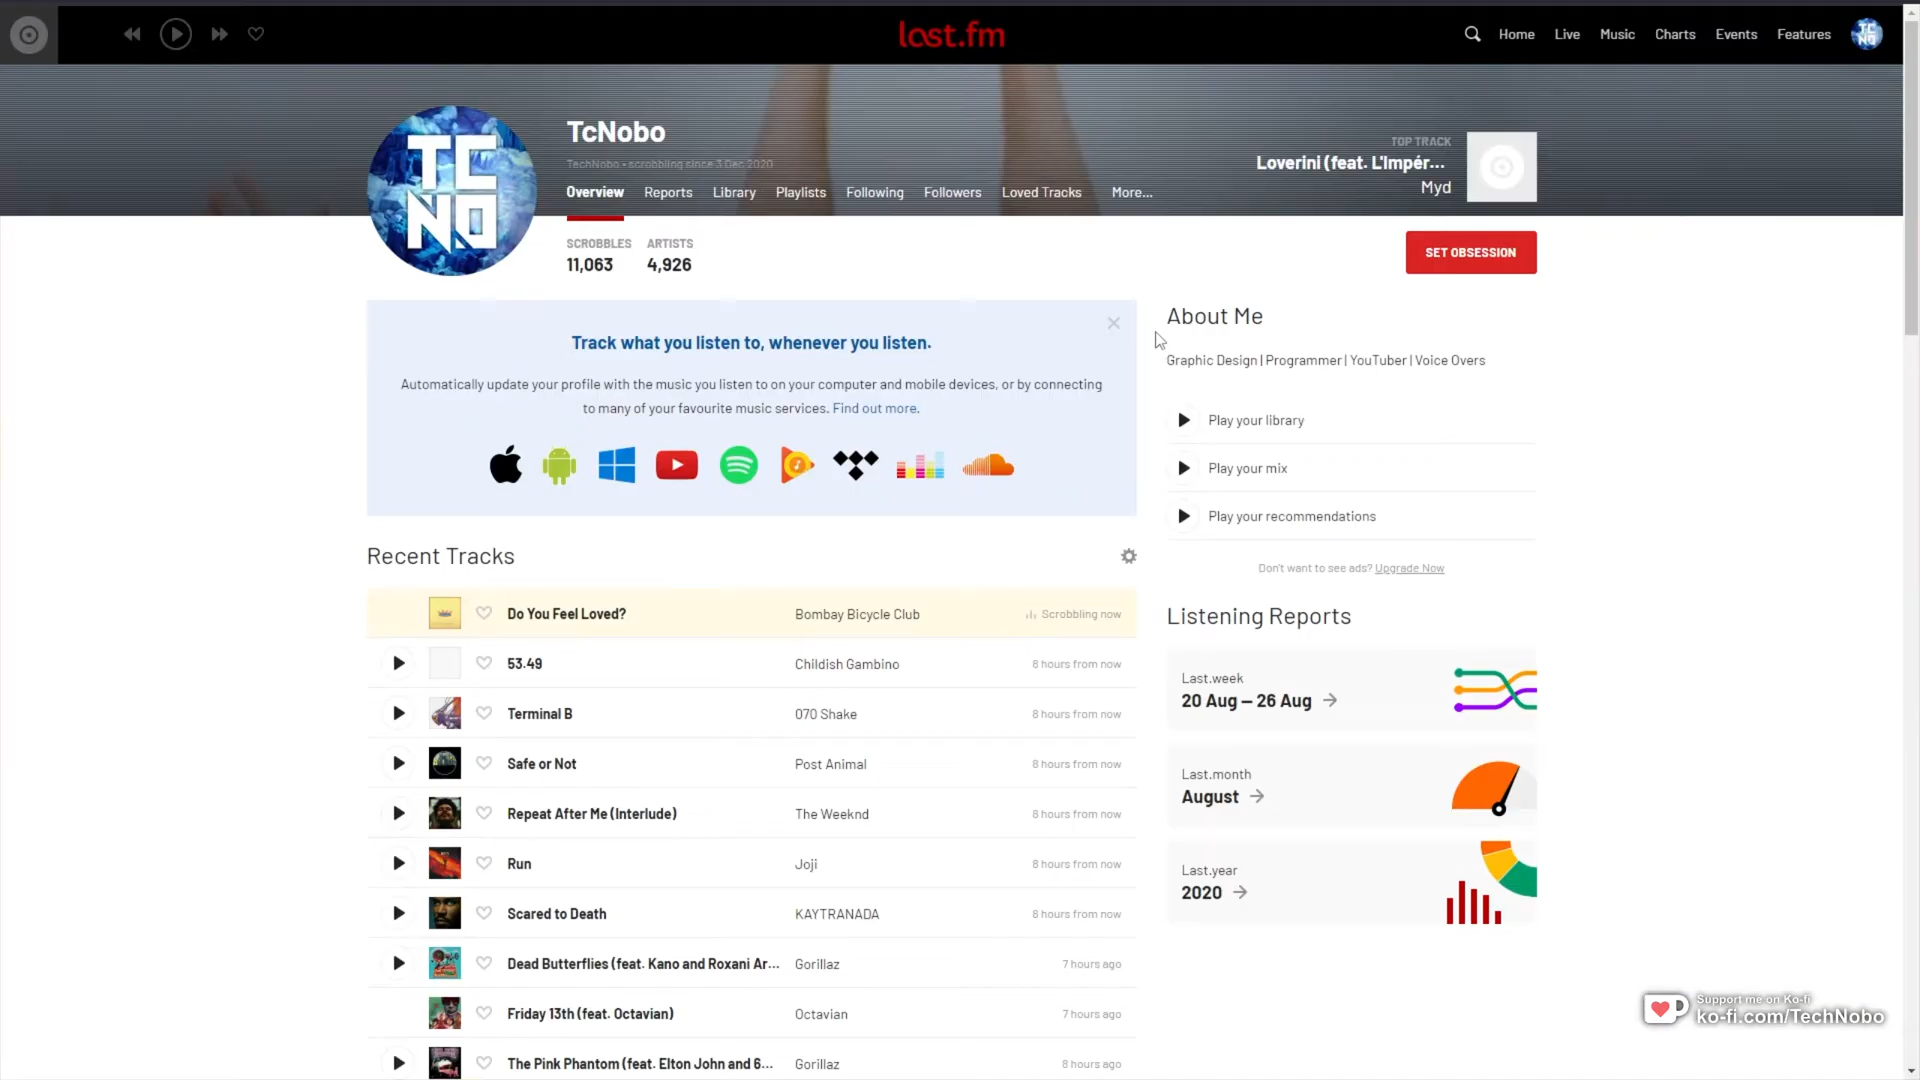 last.fm
Home Live Music Charts Events Features
TcNobo
TechNobo • scrobbling since 3 Dec 2020
Overview Reports Library Playlists Following Followers Loved Tracks More...
TOP TRACK
Loverini (feat. L'Impér...
Myd
SCROBBLES ARTISTS
11,063 4,926
SET OBSESSION
Track what you listen to, whenever you listen.
Automatically update your profile with the music you listen to on your computer and mobile devices, or by connecting
to many of your favourite music services. Find out more.
Recent Tracks
Do You Feel Loved? Bombay Bicycle Club Scrobbling now
53.49 Childish Gambino 8 hours from now
Terminal B 070 Shake 8 hours from now
Safe or Not Post Animal 8 hours from now
Repeat After Me (Interlude) The Weeknd 8 hours from now
Run Joji 8 hours from now
Scared to Death KAYTRANADA 8 hours from now
Dead Butterflies (feat. Kano and Roxani Ar... Gorillaz 7 hours ago
Friday 13th (feat. Octavian) Octavian 7 hours ago
The Pink Phantom (feat. Elton John and 6... Gorillaz 8 hours ago
About Me
Graphic Design | Programmer | YouTuber | Voice Overs
Play your library
Play your mix
Play your recommendations
Don't want to see ads? Upgrade Now
Listening Reports
Last.week
20 Aug — 26 Aug
Last.month
August
Last.year
2020
Support me on Ko-fi
ko-fi.com/TechNobo
TC
NO